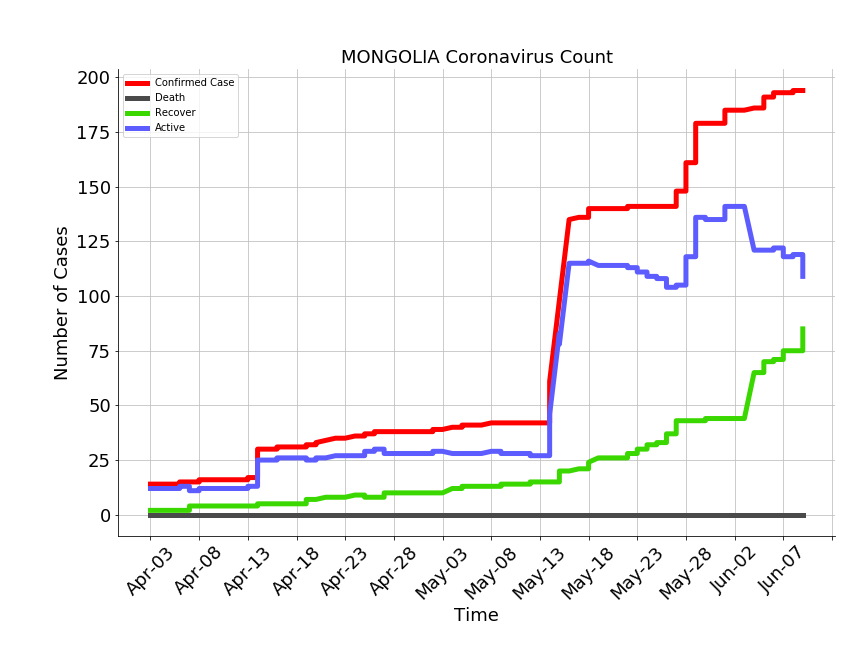 MONGOLIA Coronavirus Count
Confirmed Case
Death
Recover
Active
Number of Cases
200
175
150
125
100
75
50
25
0
Apr-03
Apr-08
Apr-13
Apr-18
Apr-23
Apr-28
May-03
May-08
May-13
May-18
May-23
May-28
Jun-02
Jun-07
Time